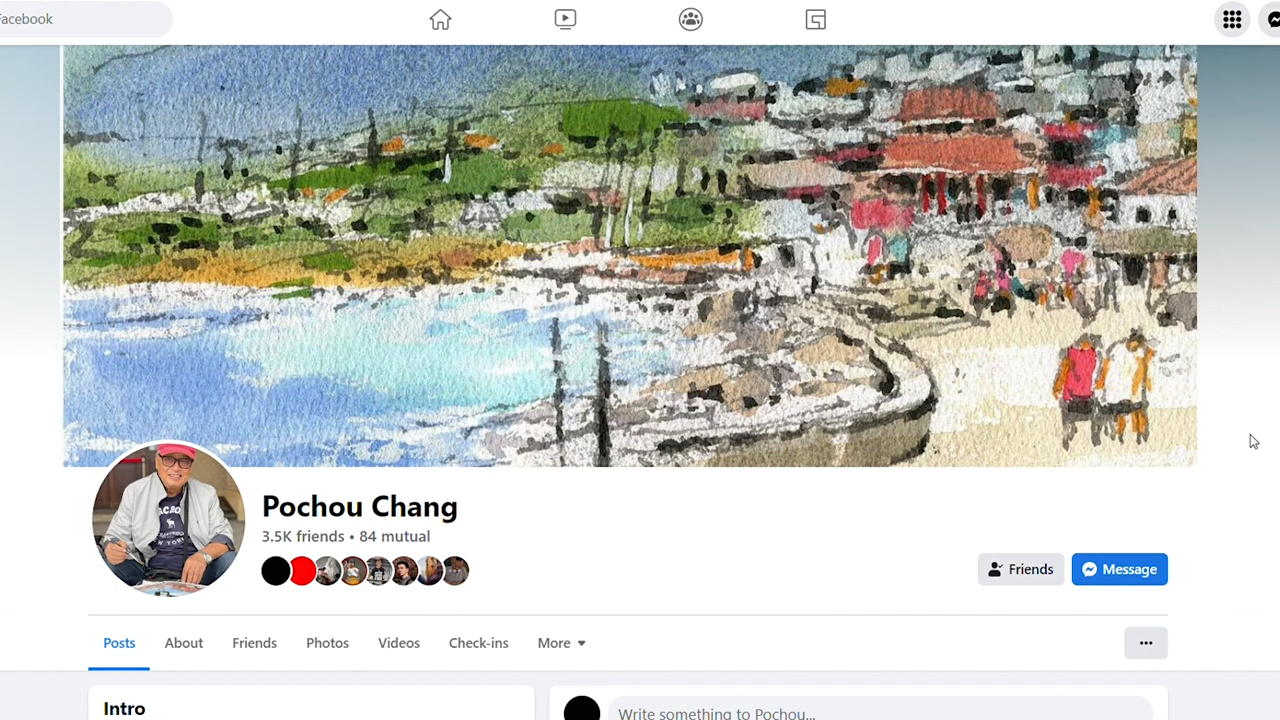 Facebook
Pochou Chang
3.5K friends • 84 mutual
Friends
Message
Posts
About
Friends
Photos
Videos
Check-ins
More
Intro
Write something to Pochou...